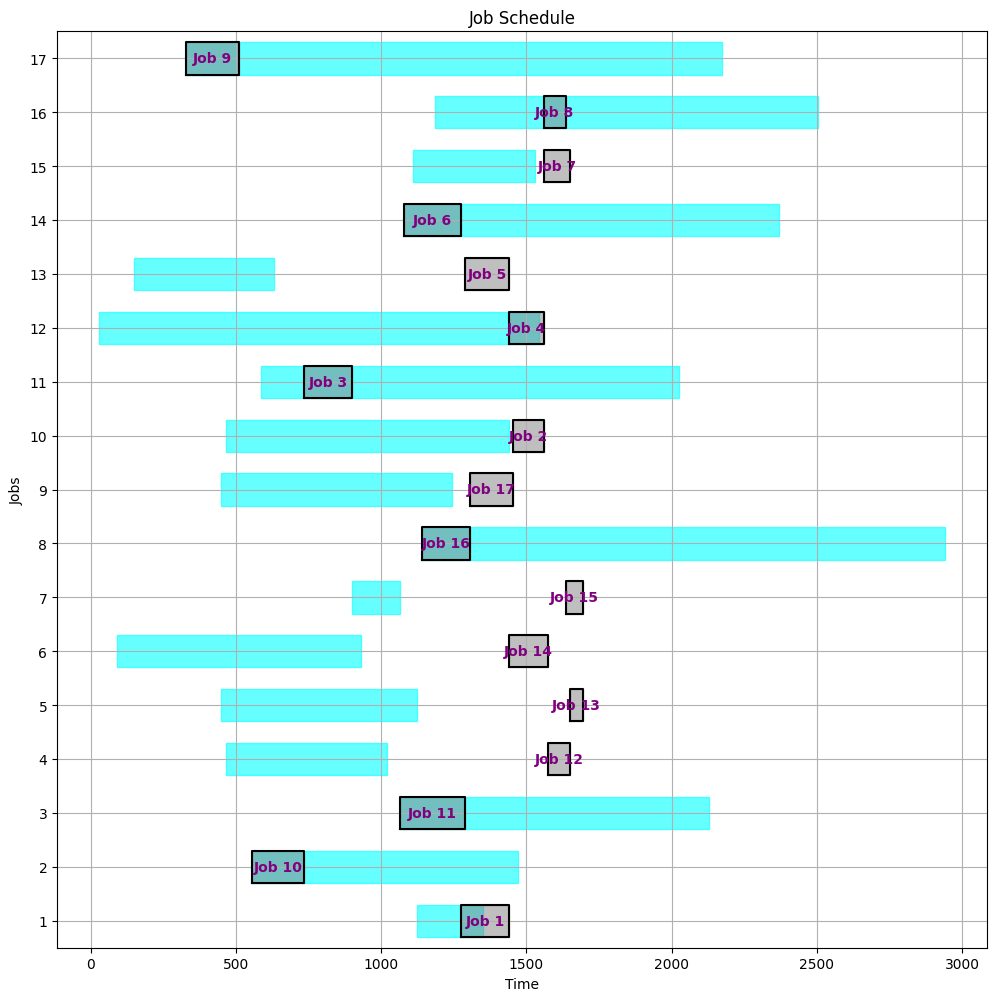 Job Schedule
17
Job 9
16
Job 8
15
Job 7
14
Job 6
13
Job 5
12
Job 4
11
Job 3
10
Job 2
9
Job 17
8
Job 16
7
Job 15
6
Job 14
5
Job 13
4
Job 12
3
Job 11
2
Job 10
1
Job 1
Jobs
0 500 1000 1500 2000 2500 3000
Time